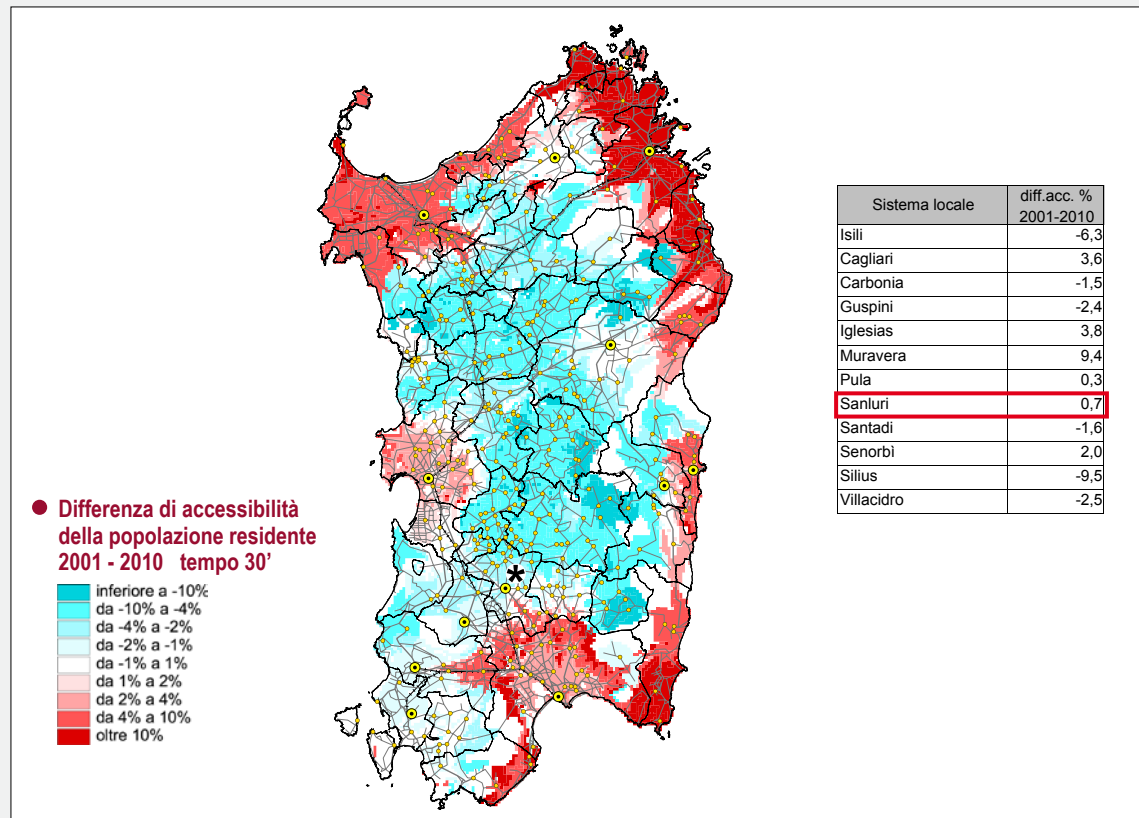 Sistema locale diff.acc. % 2001-2010
Isili -6,3
Cagliari 3,6
Carbonia -1,5
Guspini -2,4
Iglesias 3,8
Muravera 9,4
Pula 0,3
Sanluri 0,7
Santadi -1,6
Senorbì 2,0
Silius -9,5
Villacidro -2,5
Differenza di accessibilità
della popolazione residente
2001 - 2010 tempo 30’
inferiore a -10%
da -10% a -4%
da -4% a -2%
da -2% a -1%
da -1% a 1%
da 1% a 2%
da 2% a 4%
da 4% a 10%
oltre 10%
*